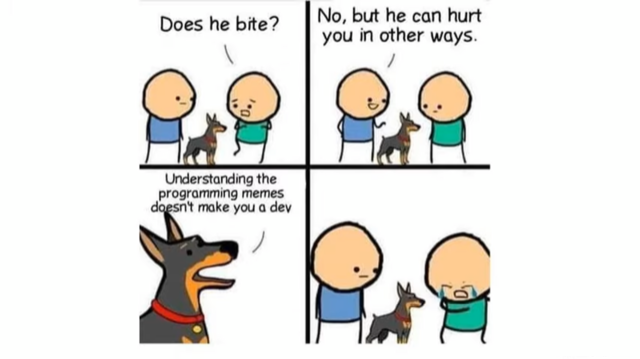 Does he bite?
No, but he can hurt
you in other ways.
Understanding the
programming memes
doesn't make you a dev